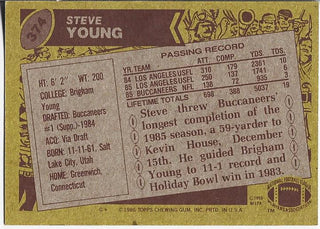 374
STEVE
YOUNG
HT. 6' 2" WT. 200
COLLEGE: Brigham
Young
DRAFTED: Buccaneers
#1 (Supp.)-1984
ACQ: Via Draft
BORN: 11-11-61, Salt
Lake City, Utah
HOME: Greenwich,
Connecticut
PASSING RECORD
YR. TEAM ATT. COMP. YDS. TDS.
84 LOS ANGELES USFL 310 179 2361 10
85 LOS ANGELES USFL 250 137 1741 6
85 BUCCANEERS NFL 138 72 935 3
LIFETIME TOTALS 698 388 5037 19
Steve threw Buccaneers'
longest completion of the
1985 season, a 59-yarder to
Kevin House, December
15th. He guided Brigham
Young to 11-1 record and
Holiday Bowl win in 1983.
© 1986 TOPPS CHEWING GUM, INC. PRTD. IN U.S.A.
TM